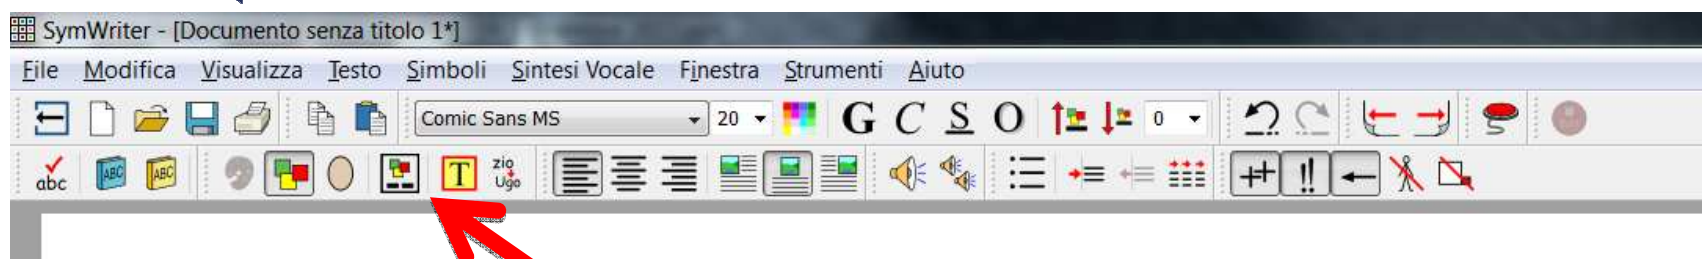 SymWriter - [Documento senza titolo 1*]
File Modifica Visualizza Testo Simboli Sintesi Vocale Finestra Strumenti Aiuto
Comic Sans MS 20 G C S O 0
abc ABC ABC T zio Ugo !!